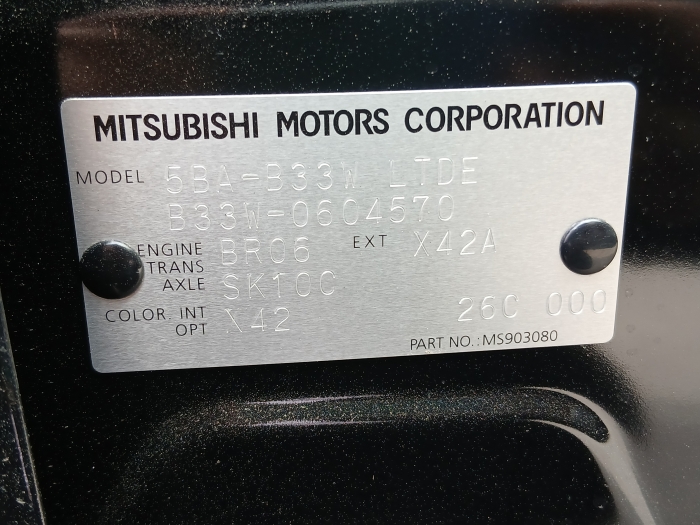 MITSUBISHI MOTORS CORPORATION
MODEL 5BA-B33W LTDE
B33W-0604570
ENGINE BR06 EXT X42A
TRANS
AXLE SK10C
COLOR. INT X42 26C 000
OPT
PART NO.:MS903080